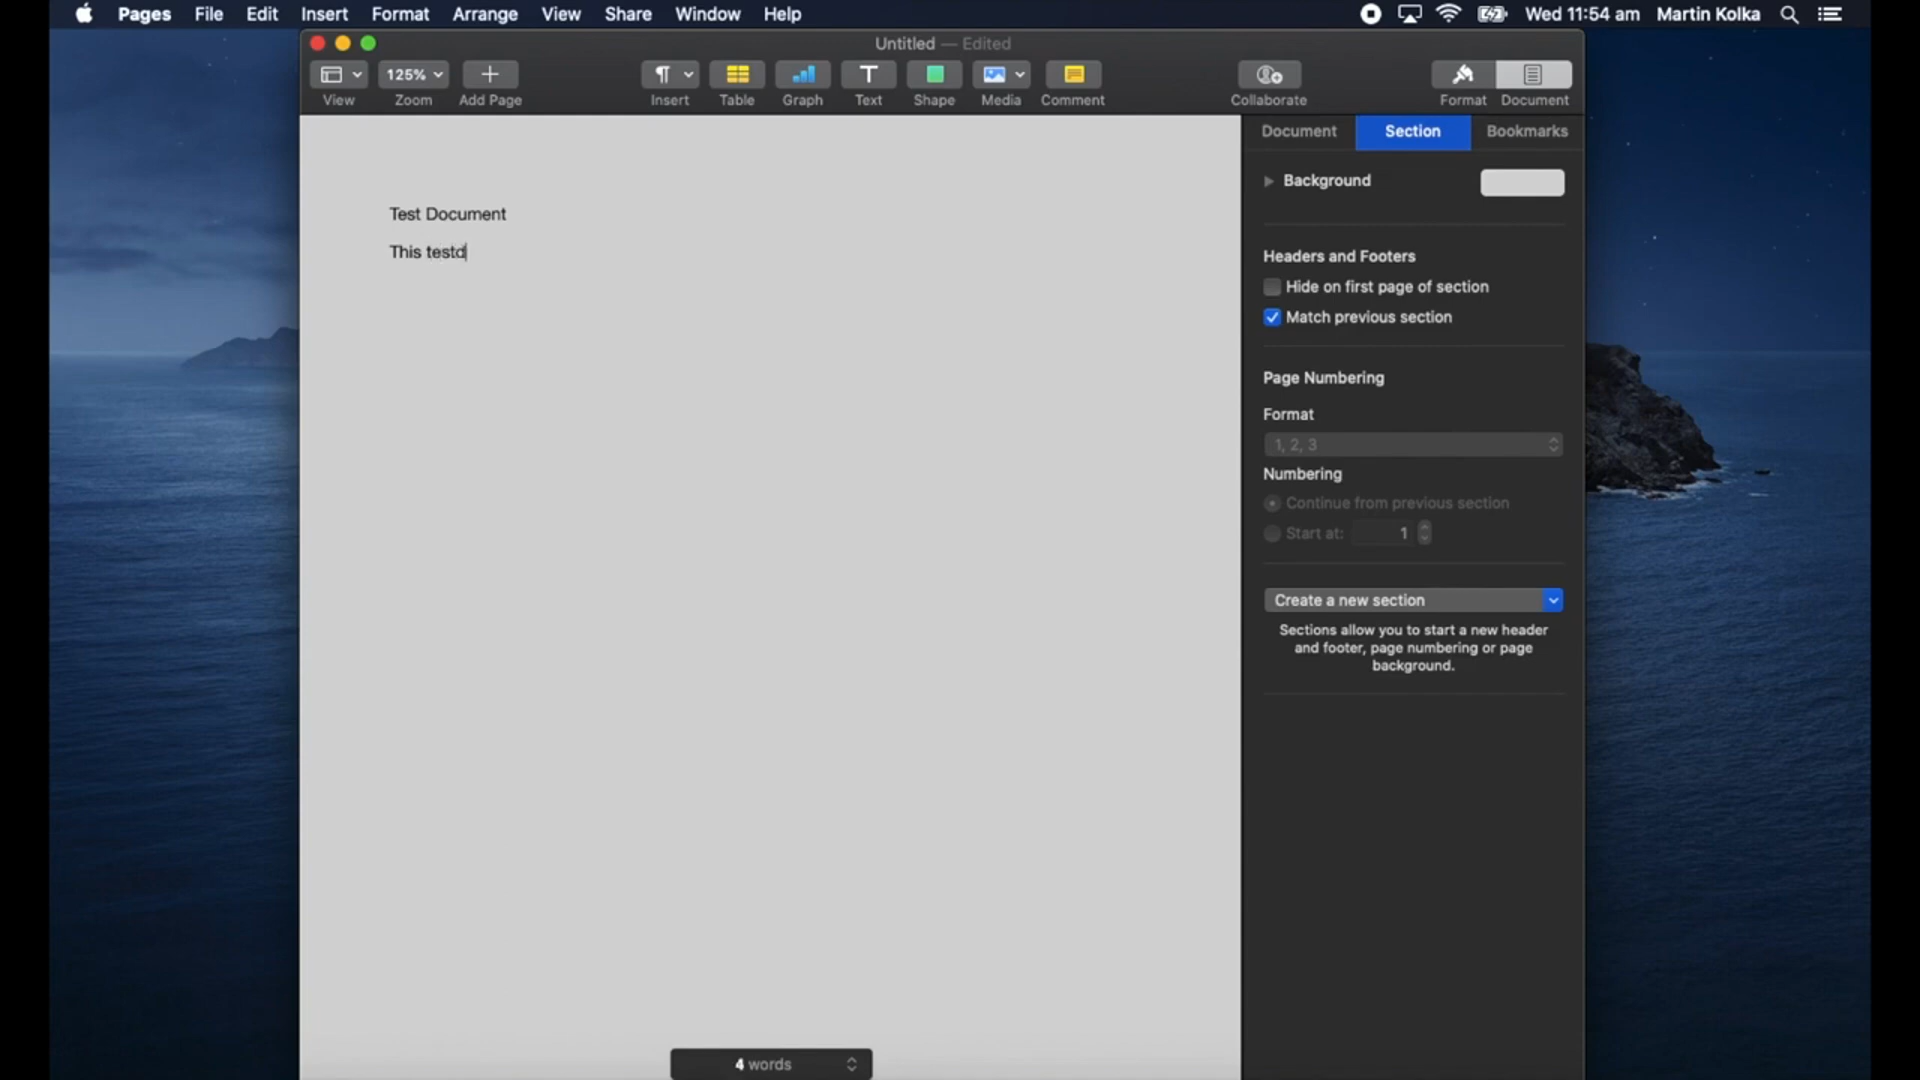 Pages File Edit Insert Format Arrange View Share Window Help Wed 11:54 am Martin Kolka
Untitled — Edited
125%
View Zoom Add Page Insert Table Graph Text Shape Media Comment Collaborate Format Document
Document Section Bookmarks
Background
Test Document
This testd
Headers and Footers
Hide on first page of section
Match previous section
Page Numbering
Format
1, 2, 3
Numbering
Continue from previous section
Start at: 1
Create a new section
Sections allow you to start a new header
and footer, page numbering or page
background.
4 words